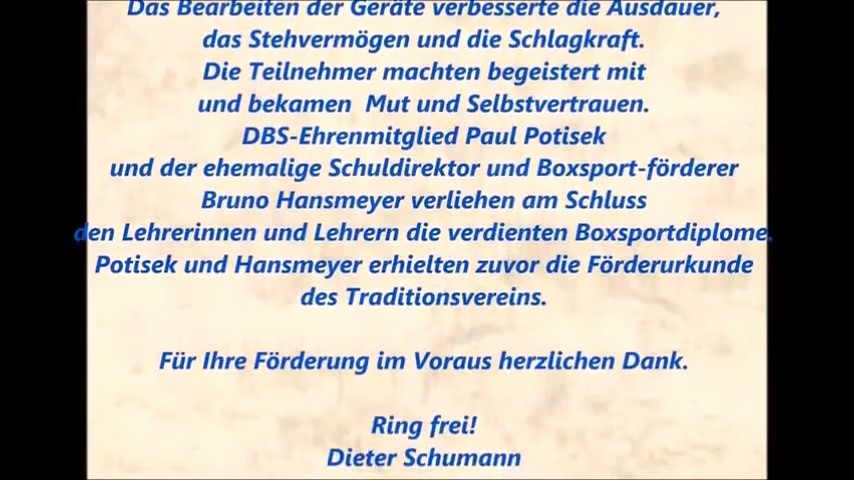 Das Bearbeiten der Geräte verbesserte die Ausdauer,
das Stehvermögen und die Schlagkraft.
Die Teilnehmer machten begeistert mit
und bekamen Mut und Selbstvertrauen.
DBS-Ehrenmitglied Paul Potisek
und der ehemalige Schuldirektor und Boxsport-förderer
Bruno Hansmeyer verliehen am Schluss
den Lehrerinnen und Lehrern die verdienten Boxsportdiplome.
Potisek und Hansmeyer erhielten zuvor die Förderurkunde
des Traditionsvereins.
Für Ihre Förderung im Voraus herzlichen Dank.
Ring frei!
Dieter Schumann